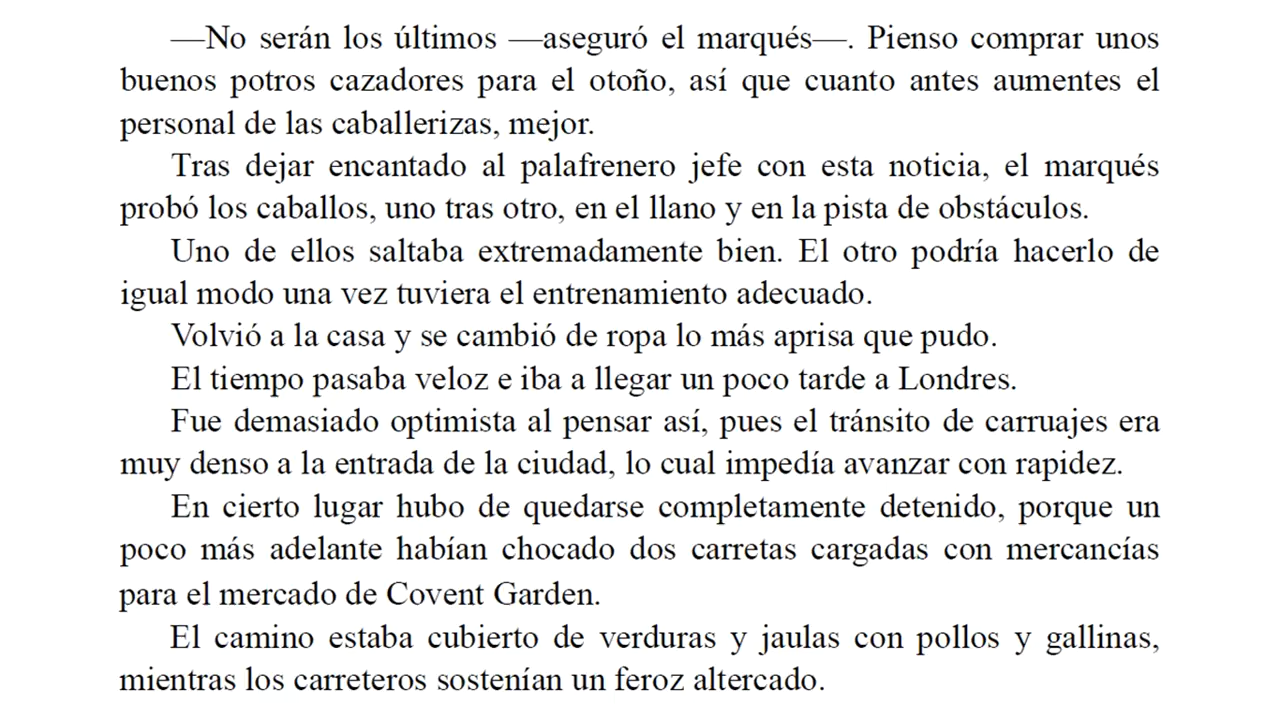 —No serán los últimos —aseguró el marqués—. Pienso comprar unos
buenos potros cazadores para el otoño, así que cuanto antes aumentes el
personal de las caballerizas, mejor.
Tras dejar encantado al palafrenero jefe con esta noticia, el marqués
probó los caballos, uno tras otro, en el llano y en la pista de obstáculos.
Uno de ellos saltaba extremadamente bien. El otro podría hacerlo de
igual modo una vez tuviera el entrenamiento adecuado.
Volvió a la casa y se cambió de ropa lo más aprisa que pudo.
El tiempo pasaba veloz e iba a llegar un poco tarde a Londres.
Fue demasiado optimista al pensar así, pues el tránsito de carruajes era
muy denso a la entrada de la ciudad, lo cual impedía avanzar con rapidez.
En cierto lugar hubo de quedarse completamente detenido, porque un
poco más adelante habían chocado dos carretas cargadas con mercancías
para el mercado de Covent Garden.
El camino estaba cubierto de verduras y jaulas con pollos y gallinas,
mientras los carreteros sostenían un feroz altercado.